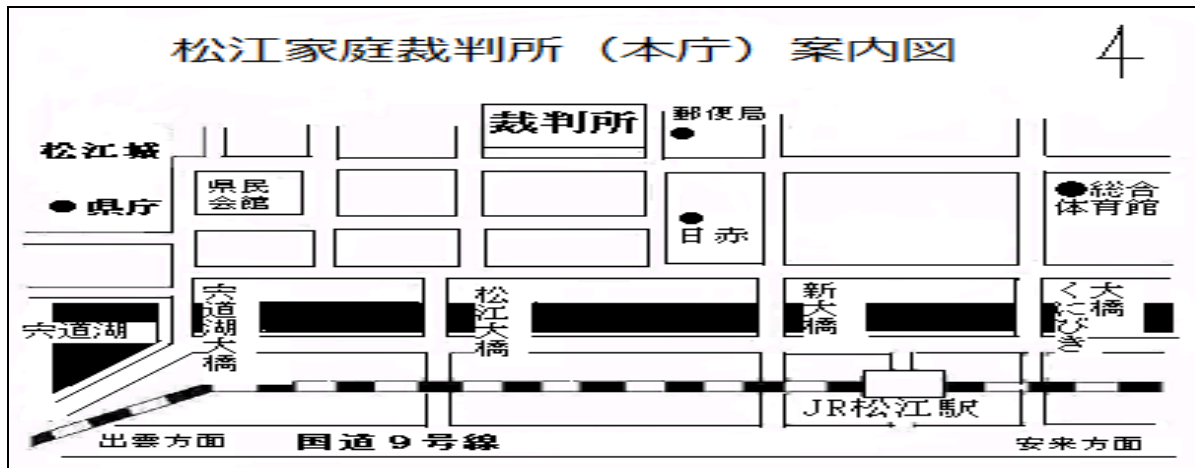 松江家庭裁判所（本庁）案内図
裁判所
郵便局
松江城
県民
会館
県庁
総合
体育館
日赤
宍道湖
宍道湖大橋
松江大橋
新大橋
くにびき
大橋
JR松江駅
出雲方面
国道9号線
安来方面